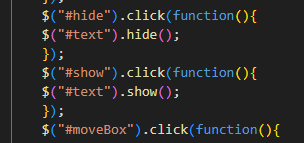 });
$("#hide").click(function(){
$("#text").hide();
});
$("#show").click(function(){
$("#text").show();
});
$("#moveBox").click(function(){